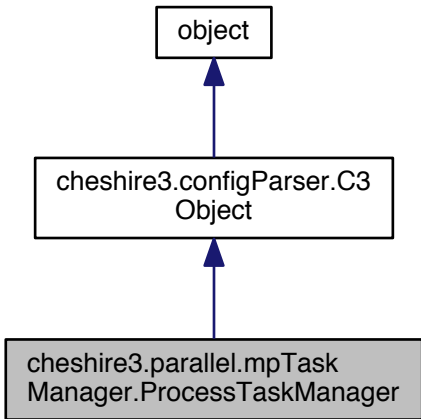 object
cheshire3.configParser.C3
Object
cheshire3.parallel.mpTask
Manager.ProcessTaskManager